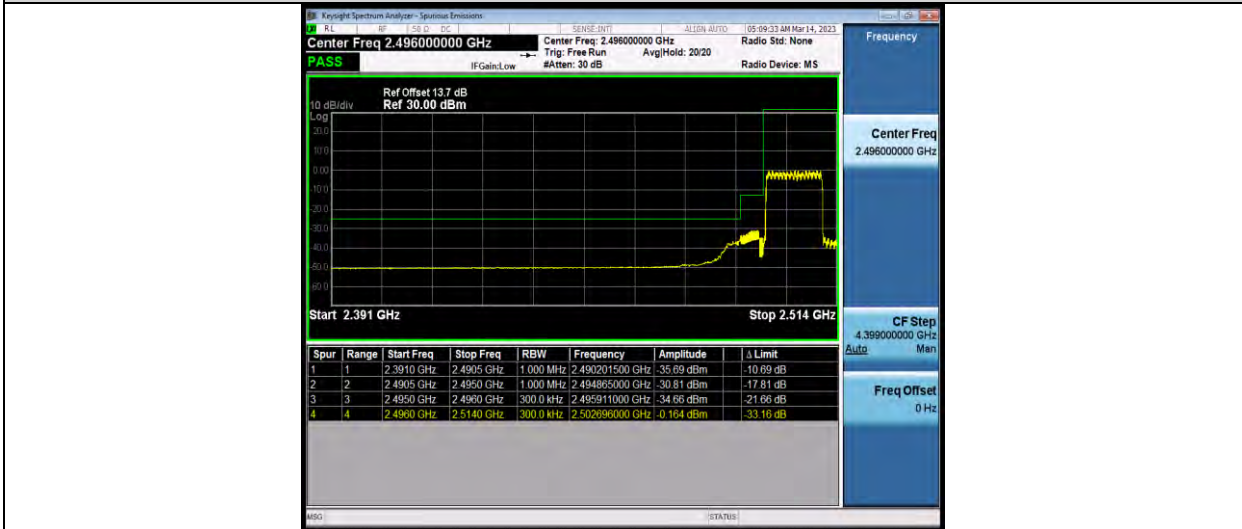 Keysight Spectrum Analyzer - Spurious Emissions
RL RF 50 Ω DC SENSE:INT ALIGN AUTO 05:09:33 AM Mar 14, 2023
Center Freq 2.496000000 GHz
Center Freq: 2.496000000 GHz
Radio Std: None
Trig: Free Run Avg|Hold: 20/20
PASS
IFGain:Low
#Atten: 30 dB
Radio Device: MS
Ref Offset 13.7 dB
10 dB/div Ref 30.00 dBm
Log
20.0
10.0
0.00
-10.0
-20.0
-30.0
-40.0
-50.0
-60.0
Start 2.391 GHz Stop 2.514 GHz
Spur Range Start Freq Stop Freq RBW Frequency Amplitude Δ Limit
1 1 2.3910 GHz 2.4905 GHz 1.000 MHz 2.490201500 GHz -35.69 dBm -10.69 dB
2 2 2.4905 GHz 2.4950 GHz 1.000 MHz 2.494865000 GHz -30.81 dBm -17.81 dB
3 3 2.4950 GHz 2.4960 GHz 300.0 kHz 2.495911000 GHz -34.66 dBm -21.66 dB
4 4 2.4960 GHz 2.5140 GHz 300.0 kHz 2.502696000 GHz -0.164 dBm -33.16 dB
Frequency
Center Freq
2.496000000 GHz
CF Step
4.399000000 GHz
Auto Man
Freq Offset
0 Hz
MSG STATUS